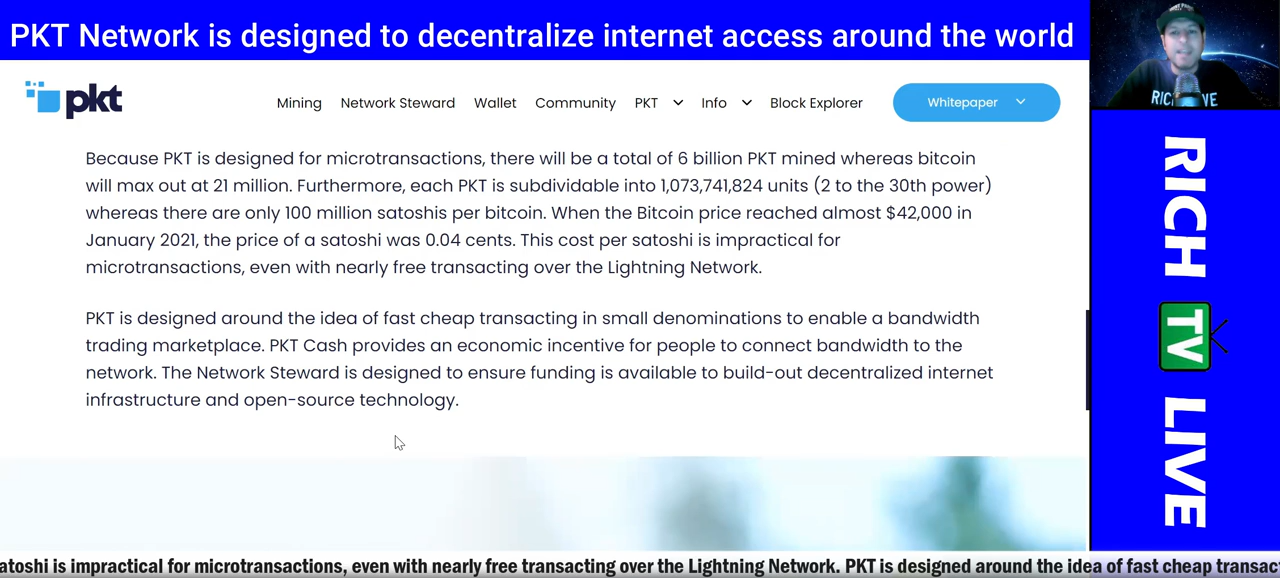 PKT Network is designed to decentralize internet access around the world
pkt
Mining Network Steward Wallet Community PKT Info Block Explorer Whitepaper
Because PKT is designed for microtransactions, there will be a total of 6 billion PKT mined whereas bitcoin
will max out at 21 million. Furthermore, each PKT is subdividable into 1,073,741,824 units (2 to the 30th power)
whereas there are only 100 million satoshis per bitcoin. When the Bitcoin price reached almost $42,000 in
January 2021, the price of a satoshi was 0.04 cents. This cost per satoshi is impractical for
microtransactions, even with nearly free transacting over the Lightning Network.
PKT is designed around the idea of fast cheap transacting in small denominations to enable a bandwidth
trading marketplace. PKT Cash provides an economic incentive for people to connect bandwidth to the
network. The Network Steward is designed to ensure funding is available to build-out decentralized internet
infrastructure and open-source technology.
RICH TV LIVE
atoshi is impractical for microtransactions, even with nearly free transacting over the Lightning Network. PKT is designed around the idea of fast cheap transac